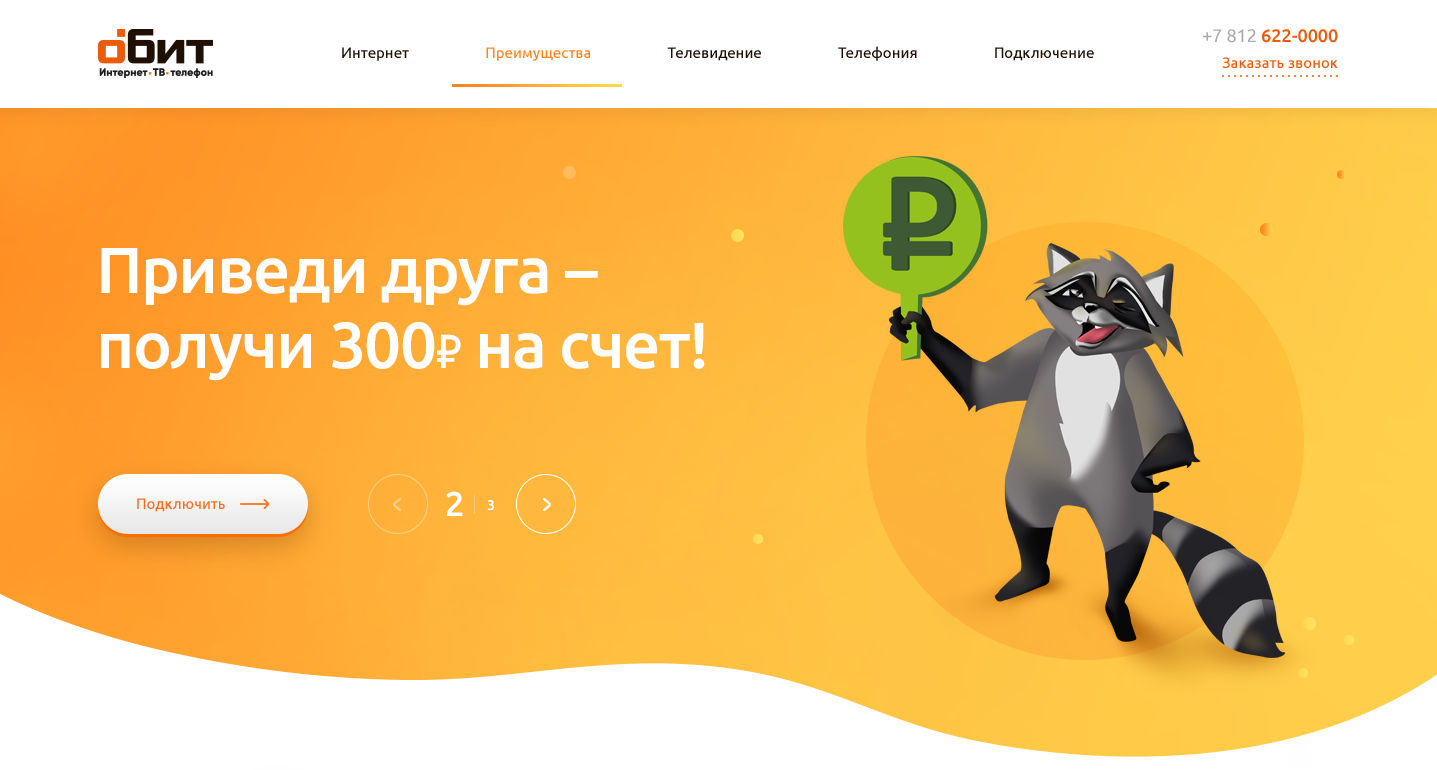 обит
Интернет•ТВ•телефон
Интернет
Преимущества
Телевидение
Телефония
Подключение
+7 812 622-0000
Заказать звонок
Приведи друга –
получи 300₽ на счет!
Подключить
2 | 3
₽